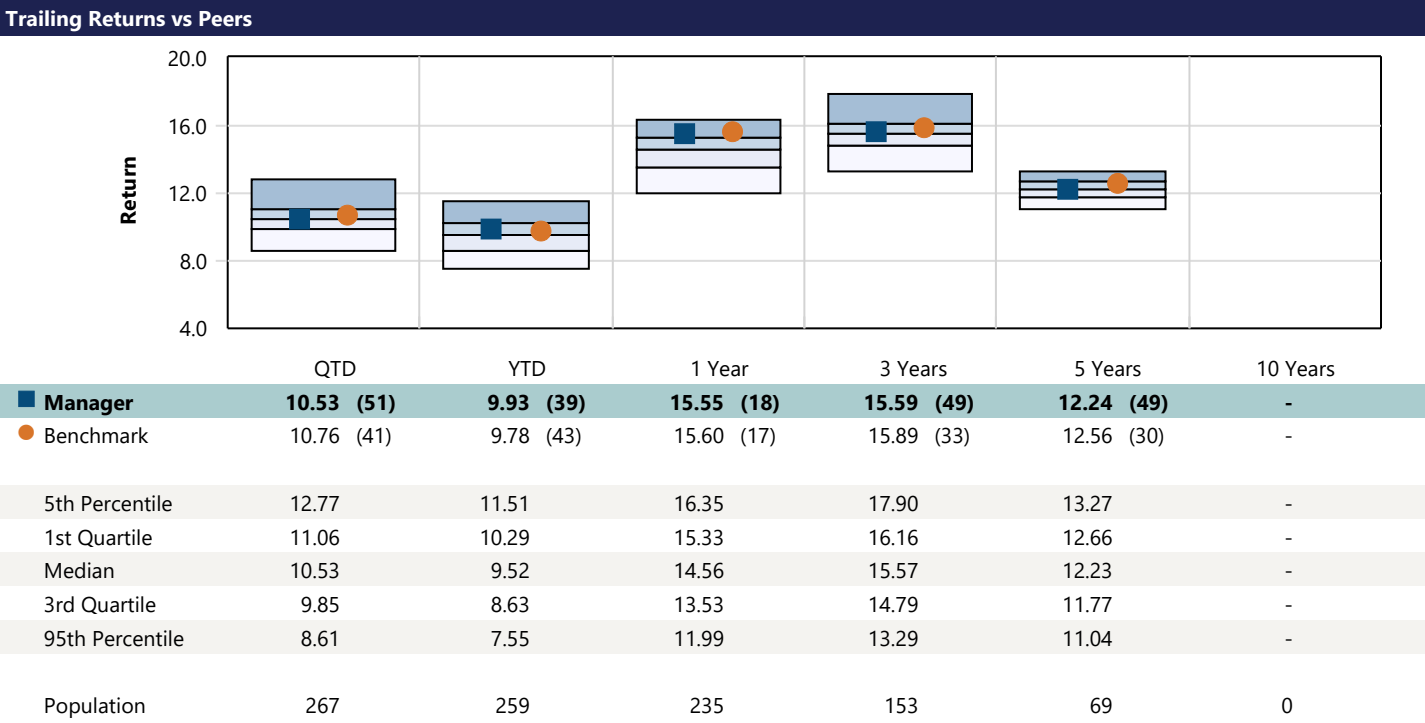 Trailing Returns vs Peers
20.0
16.0
12.0
8.0
4.0
Return
QTD YTD 1 Year 3 Years 5 Years 10 Years
Manager 10.53 (51) 9.93 (39) 15.55 (18) 15.59 (49) 12.24 (49) -
Benchmark 10.76 (41) 9.78 (43) 15.60 (17) 15.89 (33) 12.56 (30) -
5th Percentile 12.77 11.51 16.35 17.90 13.27 -
1st Quartile 11.06 10.29 15.33 16.16 12.66 -
Median 10.53 9.52 14.56 15.57 12.23 -
3rd Quartile 9.85 8.63 13.53 14.79 11.77 -
95th Percentile 8.61 7.55 11.99 13.29 11.04 -
Population 267 259 235 153 69 0